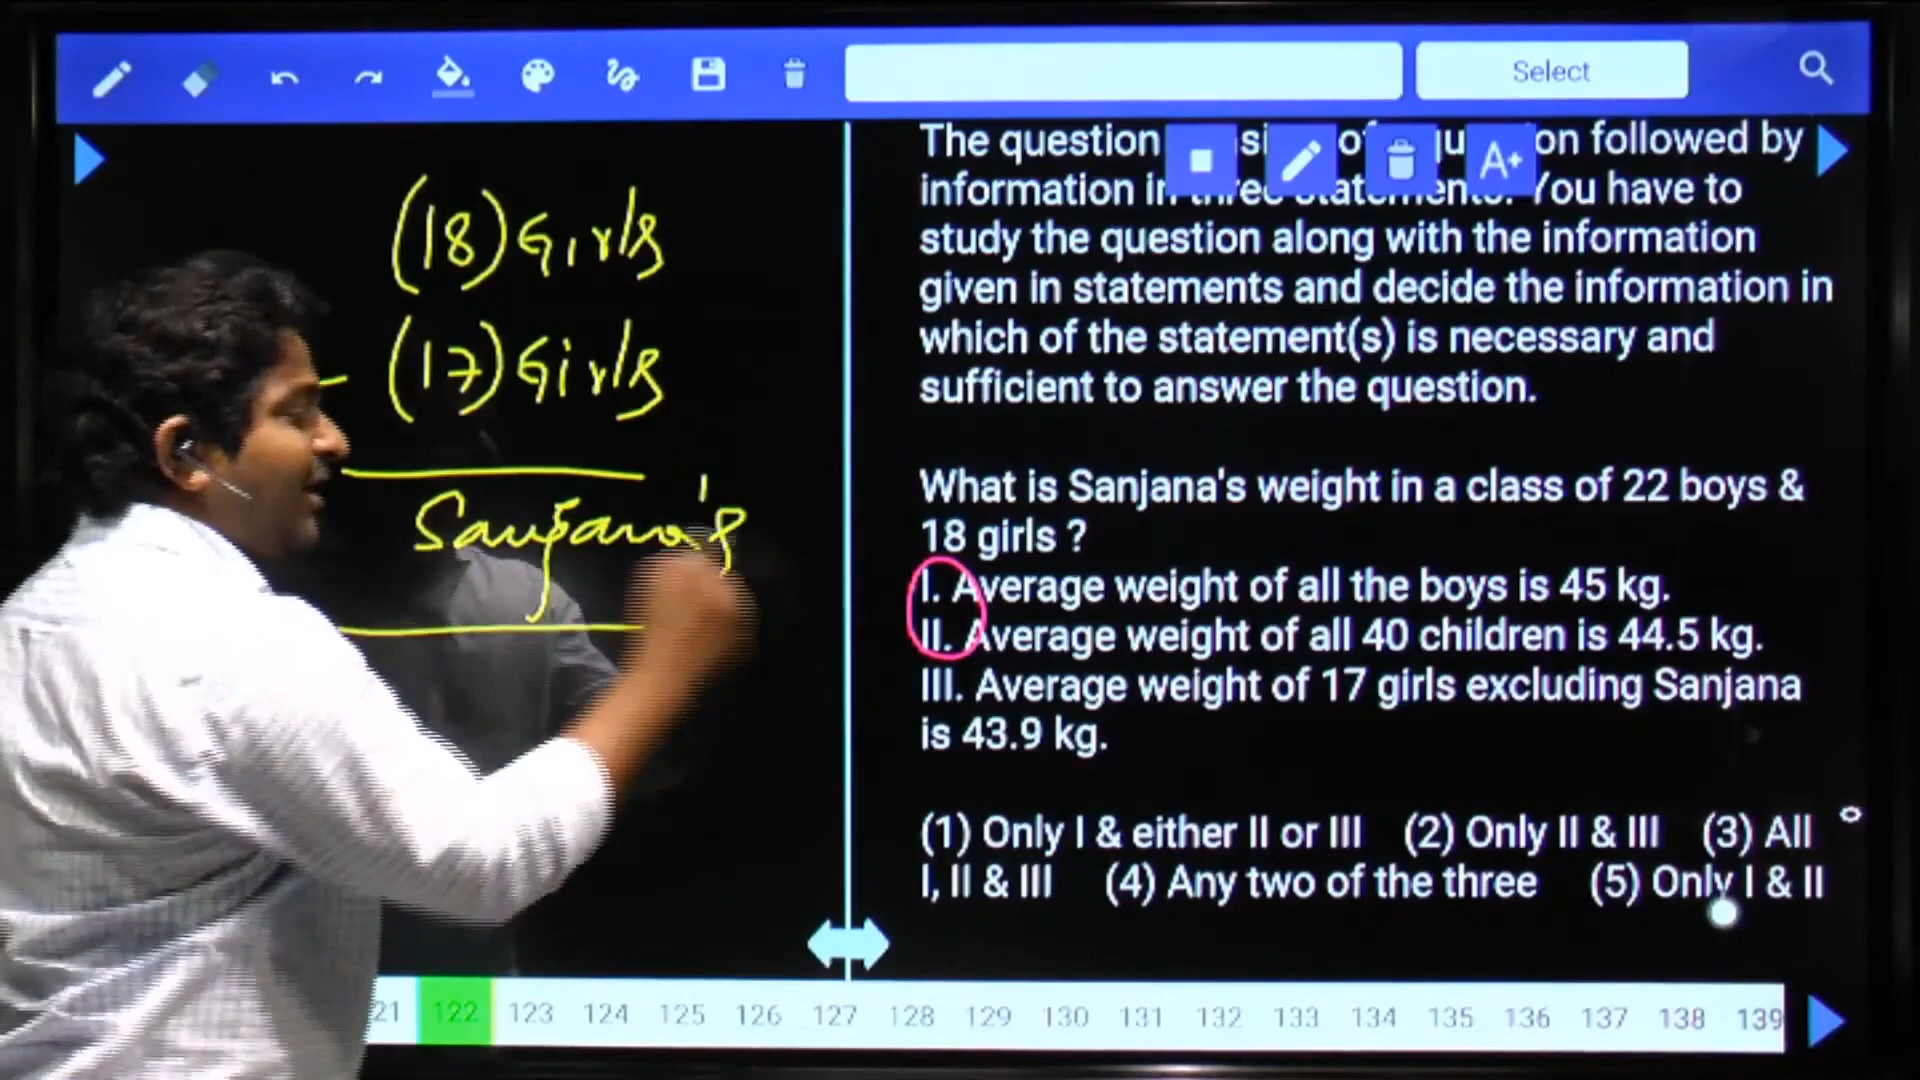 Select
(18) Girls
(17) Girls
Sanjana's
The question of followed by
information in three statements. You have to
study the question along with the information
given in statements and decide the information in
which of the statement(s) is necessary and
sufficient to answer the question.
What is Sanjana's weight in a class of 22 boys &
18 girls ?
I. Average weight of all the boys is 45 kg.
II. Average weight of all 40 children is 44.5 kg.
III. Average weight of 17 girls excluding Sanjana
is 43.9 kg.
(1) Only I & either II or III (2) Only II & III (3) All
I, II & III (4) Any two of the three (5) Only I & II
21 122 123 124 125 126 127 128 129 130 131 132 133 134 135 136 137 138 139